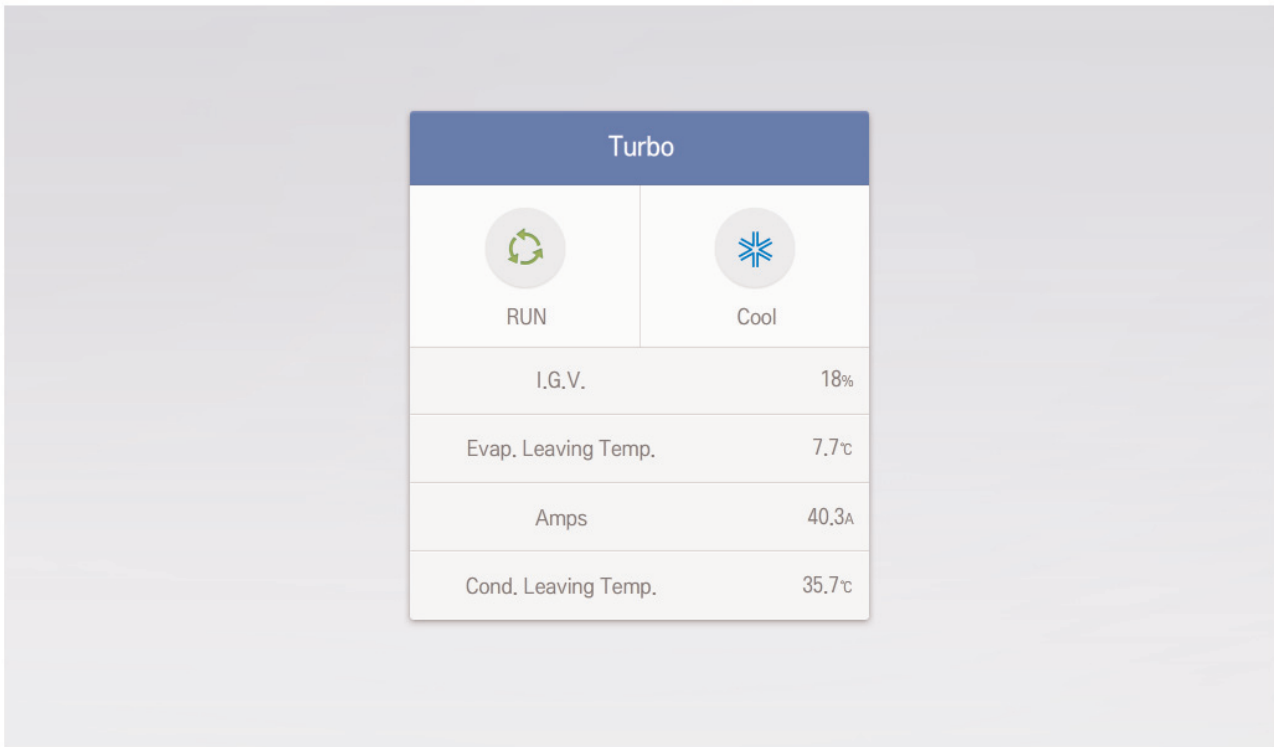 Turbo
RUN Cool
I.G.V. 18%
Evap. Leaving Temp. 7.7℃
Amps 40.3A
Cond. Leaving Temp. 35.7℃